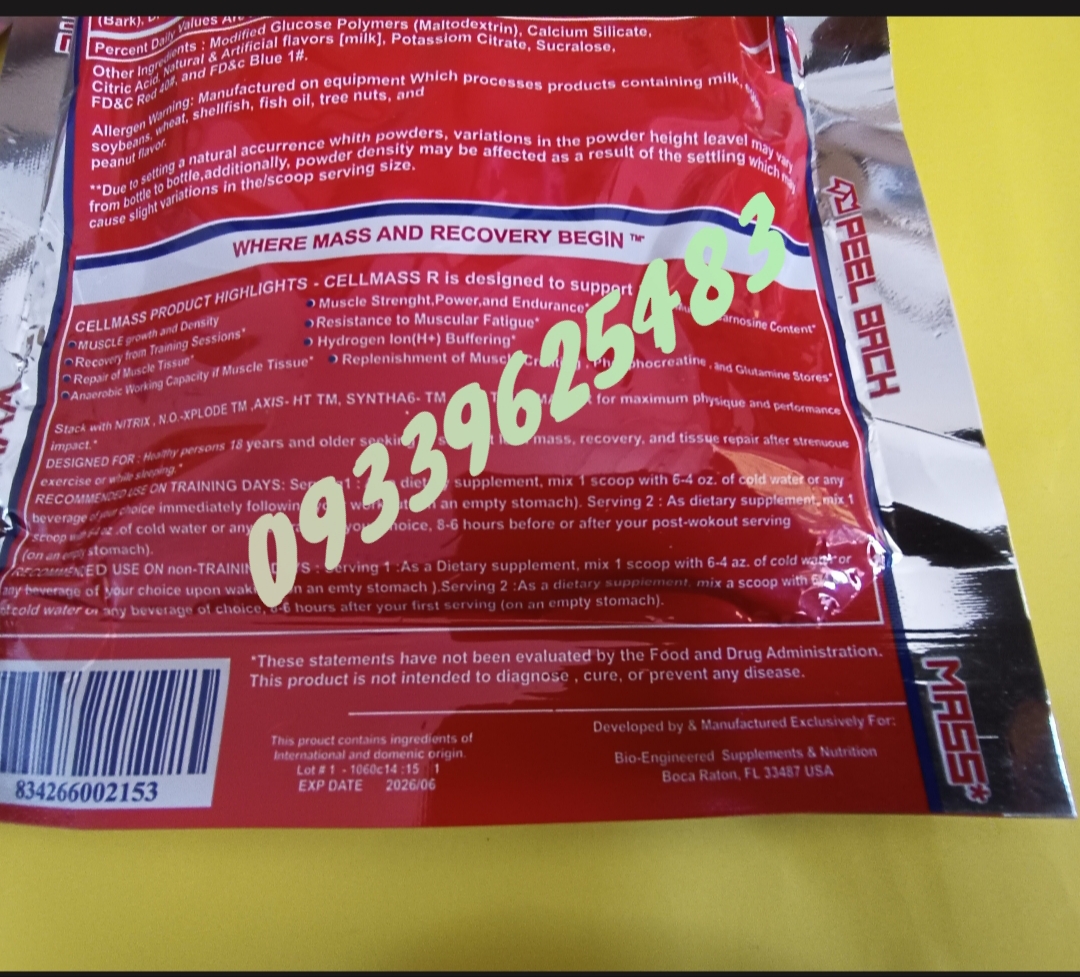 (Bark),
Percent Daily Values Are
Other Ingredients : Modified Glucose Polymers (Maltodextrin), Calcium Silicate,
Citric Acid, Natural & Artificial flavors [milk], Potassiom Citrate, Sucralose,
FD&C Red 40#, and FD&c Blue 1#.
Allergen Warning: Manufactured on equipment Which processes products containing milk,
soybeans, wheat, shellfish, fish oil, tree nuts, and
peanut flavor.
**Due to setting a natural accurrence whith powders, variations in the powder height leavel may vary
from bottle to bottle,additionally, powder density may be affected as a result of the settling which may
cause slight variations in the/scoop serving size.
WHERE MASS AND RECOVERY BEGIN ™
CELLMASS PRODUCT HIGHLIGHTS - CELLMASS R is designed to support
MUSCLE growth and Density
Recovery from Training Sessions*
Repair of Muscle Tissue*
Anaerobic Working Capacity if Muscle Tissue*
Muscle Strenght,Power,and Endurance*
Resistance to Muscular Fatigue*
Hydrogen Ion(H+) Buffering*
Replenishment of Muscle , Phosphocreatine , and Glutamine Stores*
arnosine Content*
Stack with NITRIX , N.O.-XPLODE TM ,AXIS- HT TM, SYNTHA6- TM for maximum physique and performance
impact.*
DESIGNED FOR : Healthy persons 18 years and older mass, recovery, and tissue repair after strenuous
exercise or while sleeping.*
RECOMMENDED USE ON TRAINING DAYS: supplement, mix 1 scoop with 6-4 oz. of cold water or any
beverage of your choice immediately following an empty stomach). Serving 2 : As dietary supplement, mix 1
scoop with of cold water or any choice, 8-6 hours before or after your post-wokout serving
(on an empty stomach).
RECOMMENCED USE ON non-TRAINING DAYS : Serving 1 :As a Dietary supplement, mix 1 scoop with 6-4 az. of cold water or
any beverage of your choice upon on an emty stomach ).Serving 2 :As a dietary supplement, mix a scoop with
of cold water or any beverage of choice, 8-6 hours after your first serving (on an empty stomach).
09339625483
*These statements have not been evaluated by the Food and Drug Administration.
This product is not intended to diagnose , cure, or prevent any disease.
This prouct contains ingredients of
International and domenic origin.
Lot # 1 - 1060c14 :15 1
EXP DATE 2026/06
Developed by & Manufactured Exclusively For:
Bio-Engineered Supplements & Nutrition
Boca Raton, FL 33487 USA
834266002153
PEEL BACK
MASS*